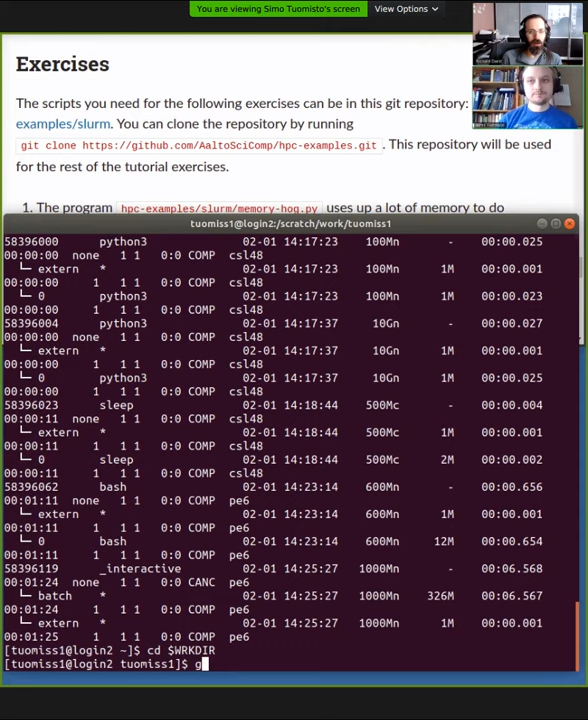 You are viewing Simo Tuomisto's screen View Options
Exercises
The scripts you need for the following exercises can be in this git repository:
examples/slurm. You can clone the repository by running
git clone https://github.com/AaltoSciComp/hpc-examples.git . This repository will be used
for the rest of the tutorial exercises.
1. The program hpc-examples/slurm/memory-hog.py uses up a lot of memory to do
tuomiss1@login2:/scratch/work/tuomiss1
58396000 python3 02-01 14:17:23 100Mn - 00:00.025
00:00:00 none 1 1 0:0 COMP csl48
└─ extern * 02-01 14:17:23 100Mn 1M 00:00.001
00:00:00 1 1 1 0:0 COMP csl48
└─ 0 python3 02-01 14:17:23 100Mn 1M 00:00.023
58396004 python3 02-01 14:17:37 10Gn - 00:00.027
00:00:00 none 1 1 0:0 COMP csl48
└─ extern * 02-01 14:17:37 10Gn 1M 00:00.001
00:00:00 1 1 1 0:0 COMP csl48
└─ 0 python3 02-01 14:17:37 10Gn 1M 00:00.025
58396023 sleep 02-01 14:18:44 500Mc - 00:00.004
00:00:11 none 1 1 0:0 COMP csl48
└─ extern * 02-01 14:18:44 500Mc 1M 00:00.001
00:00:11 1 1 1 0:0 COMP csl48
└─ 0 sleep 02-01 14:18:44 500Mc 2M 00:00.002
00:00:11 1 1 1 0:0 COMP csl48
58396062 bash 02-01 14:23:14 600Mn - 00:00.656
00:01:11 none 1 1 0:0 COMP pe6
└─ extern * 02-01 14:23:14 600Mn 1M 00:00.001
00:01:11 1 1 1 0:0 COMP pe6
└─ 0 bash 02-01 14:23:14 600Mn 12M 00:00.654
00:01:11 1 1 1 0:0 COMP pe6
58396119 _interactive 02-01 14:25:27 1000Mn - 00:06.568
00:01:24 none 1 1 0:0 CANC pe6
└─ batch * 02-01 14:25:27 1000Mn 326M 00:06.567
00:01:24 1 1 1 0:0 COMP pe6
└─ extern * 02-01 14:25:27 1000Mn 1M 00:00.001
00:01:25 1 1 1 0:0 COMP pe6
[tuomiss1@login2 ~]$ cd $WRKDIR
[tuomiss1@login2 tuomiss1]$ g